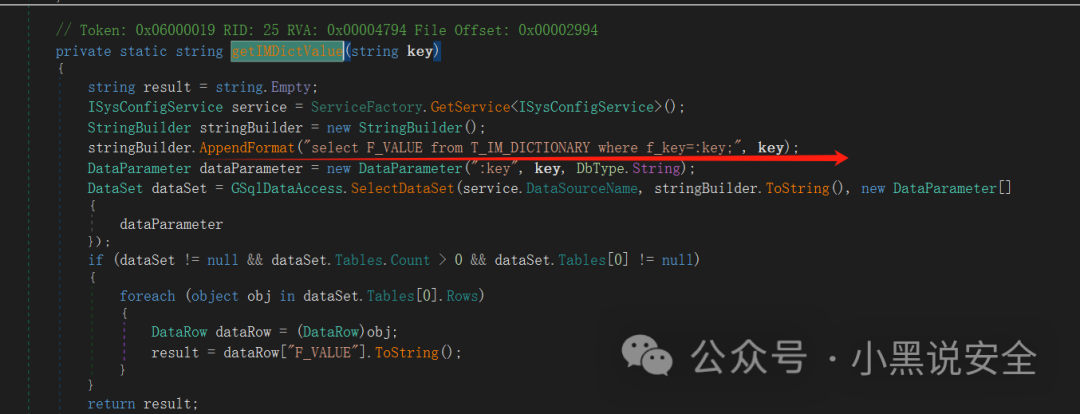 // Token: 0x06000019 RID: 25 RVA: 0x00004794 File Offset: 0x00002994
private static string getIMDictValue(string key)
{
string result = string.Empty;
ISysConfigService service = ServiceFactory.GetService<ISysConfigService>();
StringBuilder stringBuilder = new StringBuilder();
stringBuilder.AppendFormat("select F_VALUE from T_IM_DICTIONARY where f_key=:key;", key);
DataParameter dataParameter = new DataParameter(":key", key, DbType.String);
DataSet dataSet = GSqlDataAccess.SelectDataSet(service.DataSourceName, stringBuilder.ToString(), new DataParameter[]
{
dataParameter
});
if (dataSet != null && dataSet.Tables.Count > 0 && dataSet.Tables[0] != null)
{
foreach (object obj in dataSet.Tables[0].Rows)
{
DataRow dataRow = (DataRow)obj;
result = dataRow["F_VALUE"].ToString();
}
}
return result;
公众号 · 小黑说安全